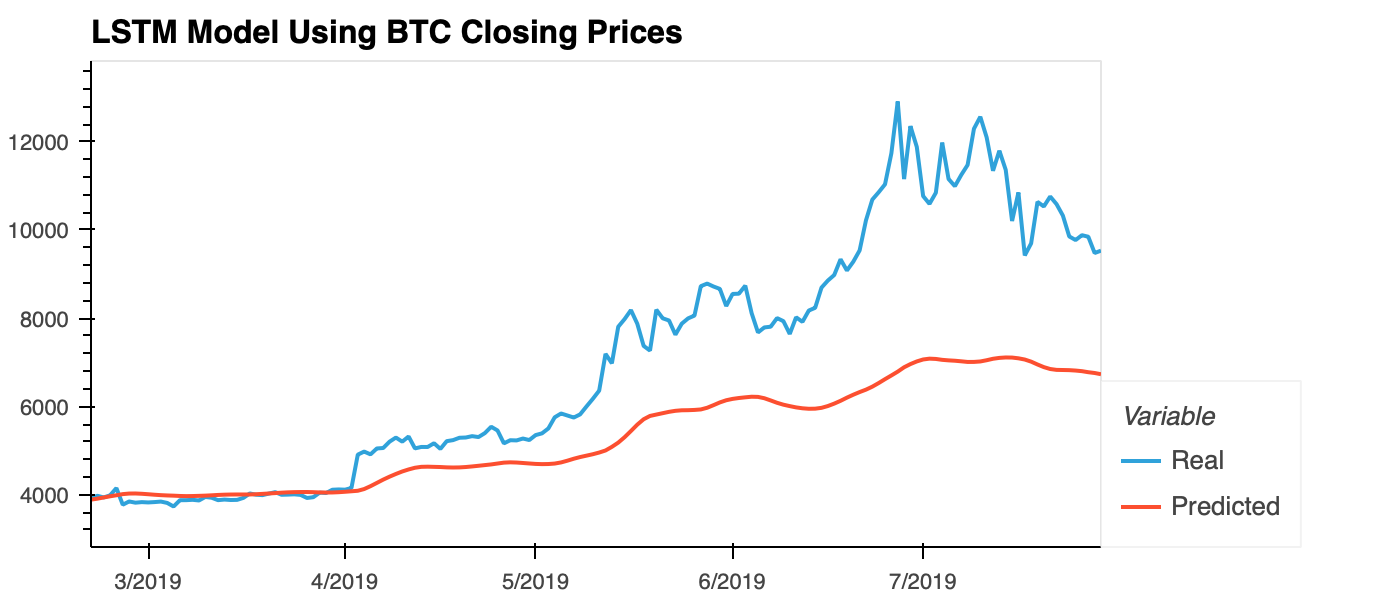 LSTM Model Using BTC Closing Prices
12000
10000
8000
6000
4000
3/2019
4/2019
5/2019
6/2019
7/2019
Variable
Real
Predicted